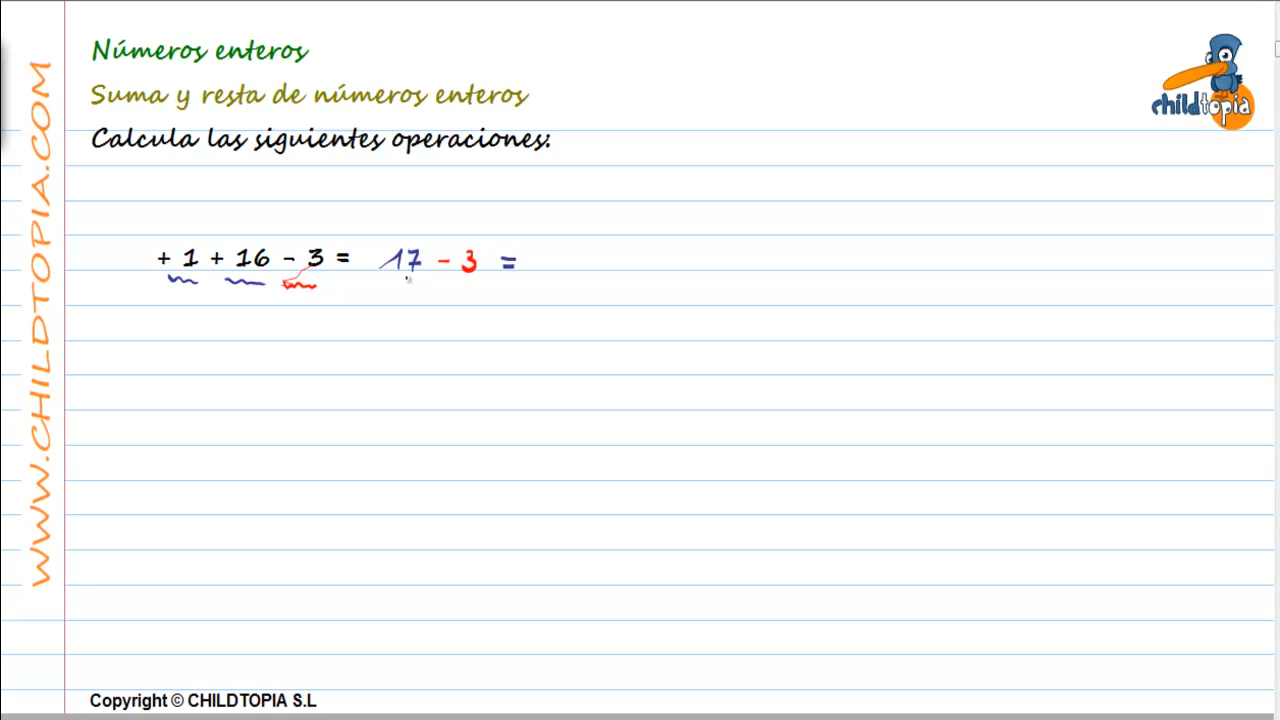 Números enteros
Suma y resta de números enteros
Calcula las siguientes operaciones:
+ 1 + 16 - 3 = 17 - 3 =
WWW.CHILDTOPIA.COM
childtopia
Copyright © CHILDTOPIA S.L